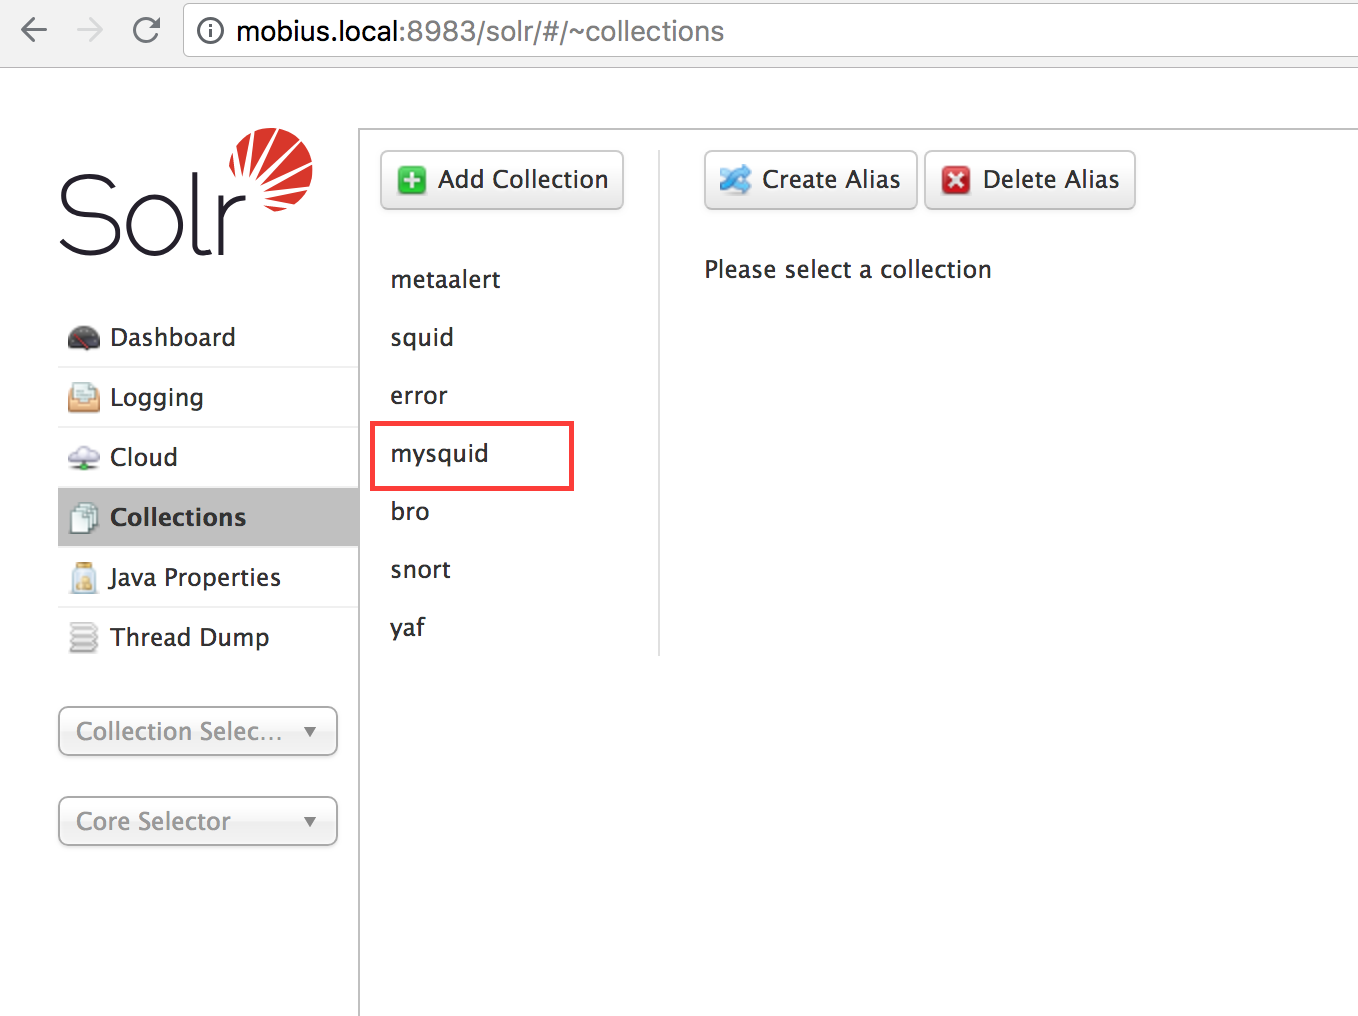 mobius.local:8983/solr/#/~collections
Solr
Dashboard
Logging
Cloud
Collections
Java Properties
Thread Dump
Collection Selec...
Core Selector
Add Collection
metaalert
squid
error
mysquid
bro
snort
yaf
Create Alias
Delete Alias
Please select a collection